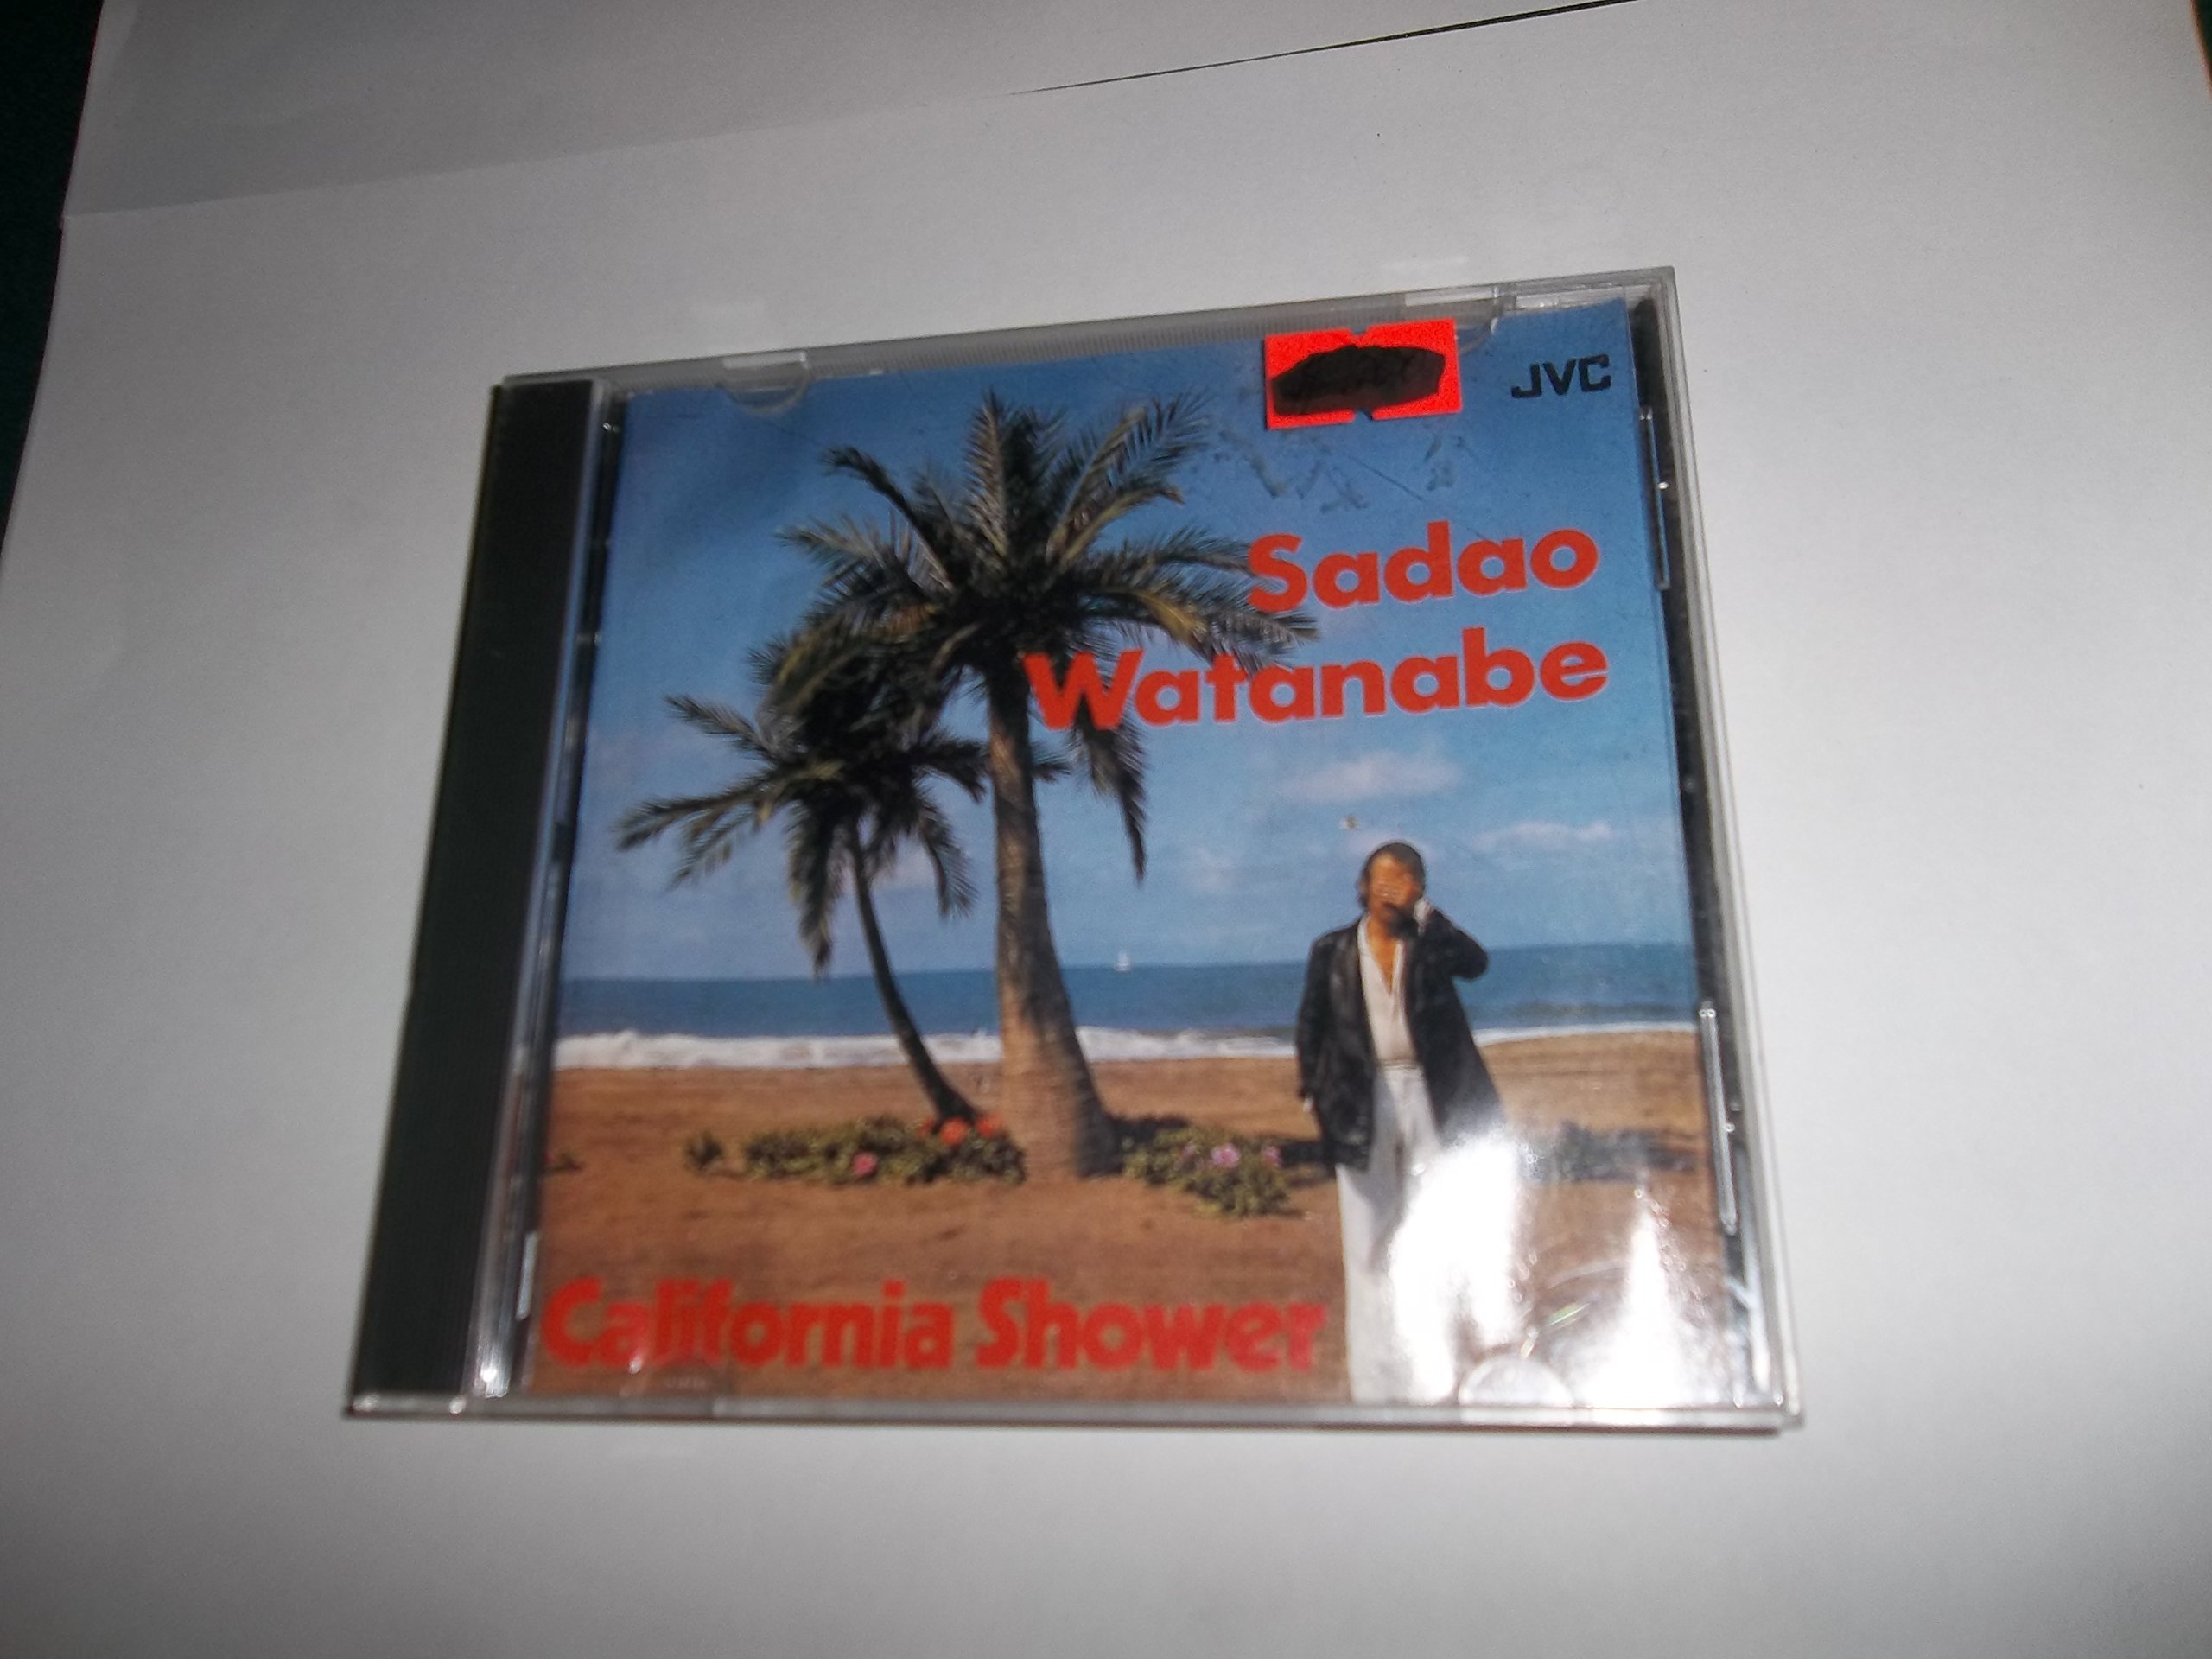 JVC
Sadao
Watanabe
California Shower